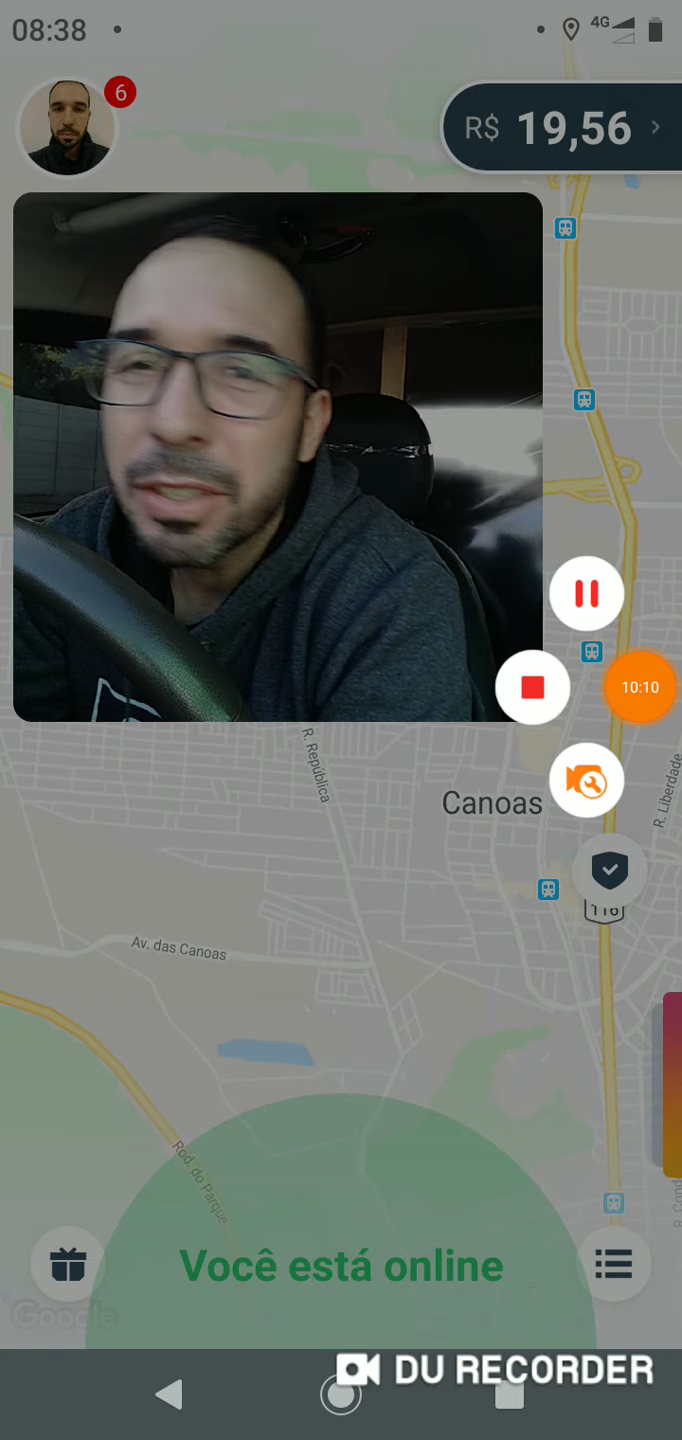 08:38
4G
6
R$ 19,56
10:10
R. República
Canoas
R. Liberdade
116
Av. das Canoas
Rod. do Parque
R. Cond
Você está online
Google
DU RECORDER